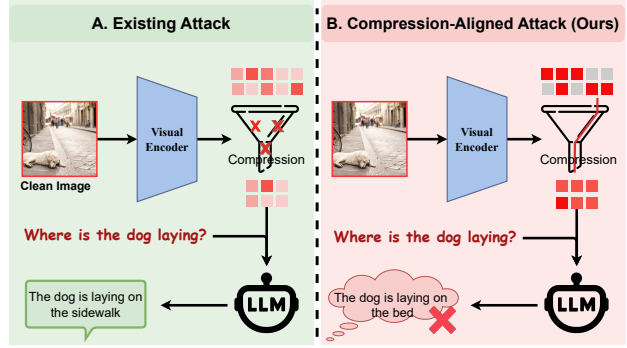 A. Existing Attack
Visual
Encoder
Compression
Clean Image
Where is the dog laying?
The dog is laying on
the sidewalk
LLM
B. Compression-Aligned Attack (Ours)
Visual
Encoder
Compression
Where is the dog laying?
The dog is laying on
the bed
LLM